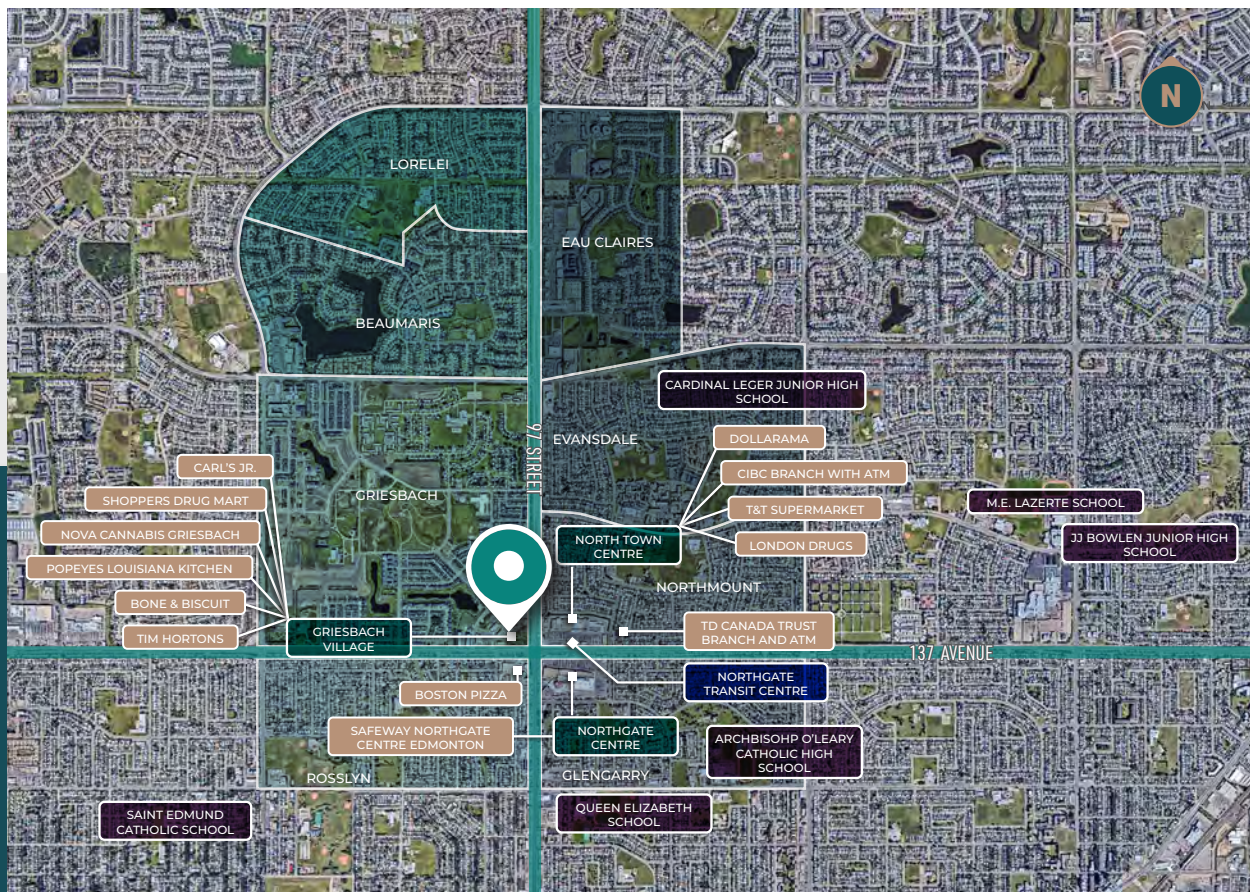 N
LORELEI
EAU CLAIRES
BEAUMARIS
CARDINAL LEGER JUNIOR HIGH
SCHOOL
97 STREET
EVANSDALE
DOLLARAMA
CIBC BRANCH WITH ATM
T&T SUPERMARKET
LONDON DRUGS
CARL'S JR.
SHOPPERS DRUG MART
NOVA CANNABIS GRIESBACH
POPEYES LOUISIANA KITCHEN
BONE & BISCUIT
TIM HORTONS
GRIESBACH
M.E. LAZERTE SCHOOL
JJ BOWLEN JUNIOR HIGH
SCHOOL
NORTH TOWN
CENTRE
NORTHMOUNT
GRIESBACH
VILLAGE
TD CANADA TRUST
BRANCH AND ATM
137 AVENUE
BOSTON PIZZA
NORTHGATE
TRANSIT CENTRE
SAFEWAY NORTHGATE
CENTRE EDMONTON
NORTHGATE
CENTRE
ARCHBISOHP O'LEARY
CATHOLIC HIGH
SCHOOL
ROSSLYN
GLENGARRY
SAINT EDMUND
CATHOLIC SCHOOL
QUEEN ELIZABETH
SCHOOL